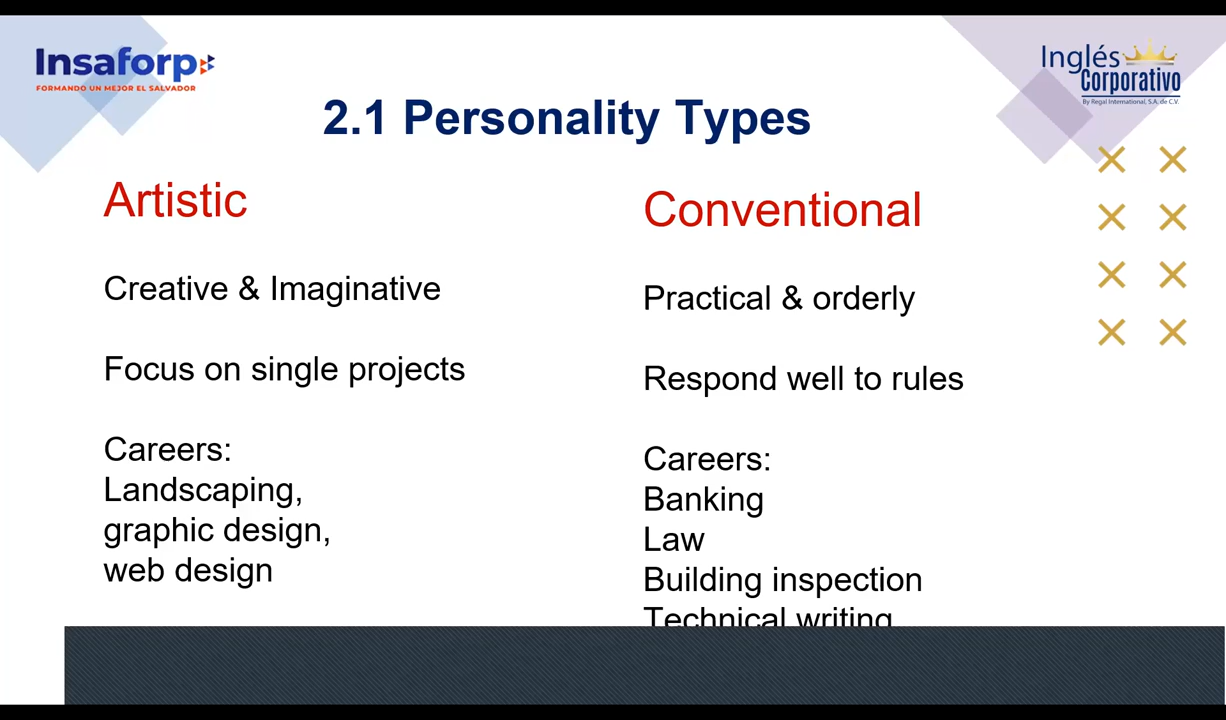 Insaforp
FORMANDO UN MEJOR EL SALVADOR
Inglés
Corporativo
By Regal International, S.A. de C.V.
2.1 Personality Types
Artistic
Creative & Imaginative
Focus on single projects
Careers:
Landscaping,
graphic design,
web design
Conventional
Practical & orderly
Respond well to rules
Careers:
Banking
Law
Building inspection
Technical writing